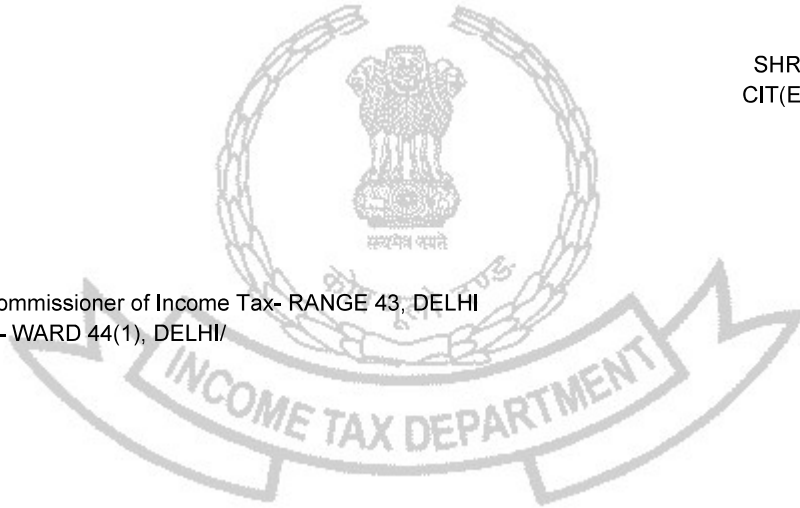 SHR
CIT(E
सत्यमेव जयते
ommissioner of Income Tax- RANGE 43, DELHI
- WARD 44(1), DELHI/
INCOME TAX DEPARTMENT